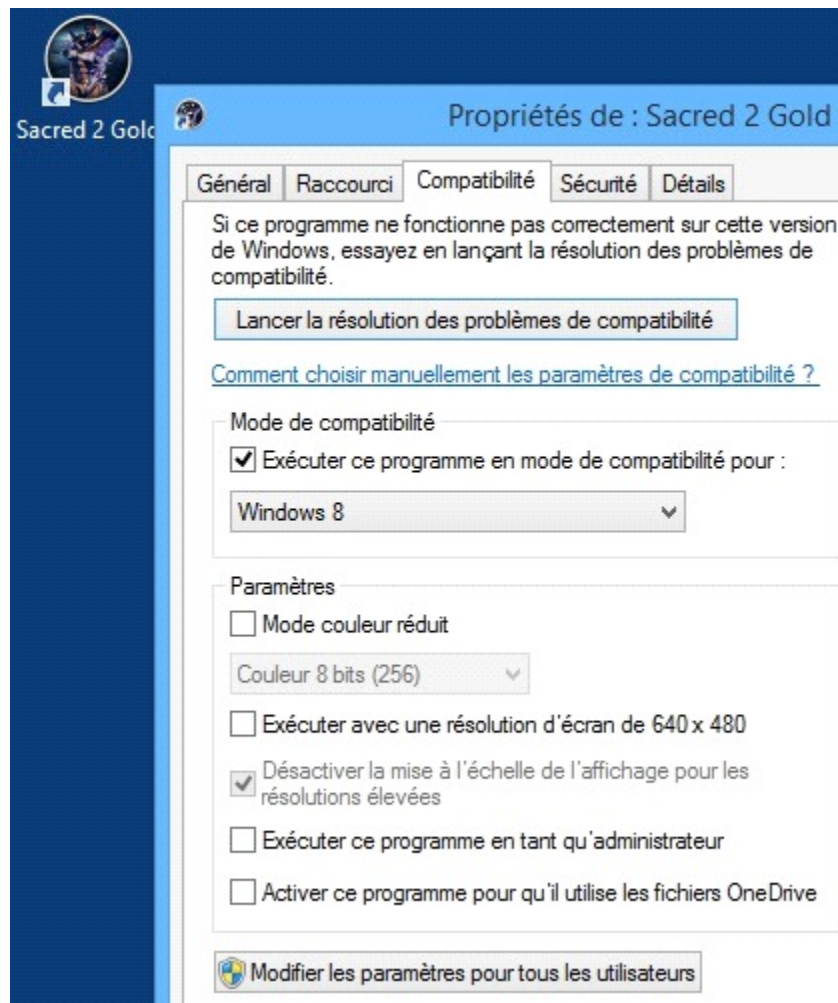 Sacred 2 Gold
Propriétés de : Sacred 2 Gold
Général Raccourci Compatibilité Sécurité Détails
Si ce programme ne fonctionne pas correctement sur cette version
de Windows, essayez en lançant la résolution des problèmes de
compatibilité.
Lancer la résolution des problèmes de compatibilité
Comment choisir manuellement les paramètres de compatibilité ?
Mode de compatibilité
Exécuter ce programme en mode de compatibilité pour :
Windows 8
Paramètres
Mode couleur réduit
Couleur 8 bits (256)
Exécuter avec une résolution d'écran de 640 x 480
Désactiver la mise à l'échelle de l'affichage pour les
résolutions élevées
Exécuter ce programme en tant qu'administrateur
Activer ce programme pour qu'il utilise les fichiers OneDrive
Modifier les paramètres pour tous les utilisateurs